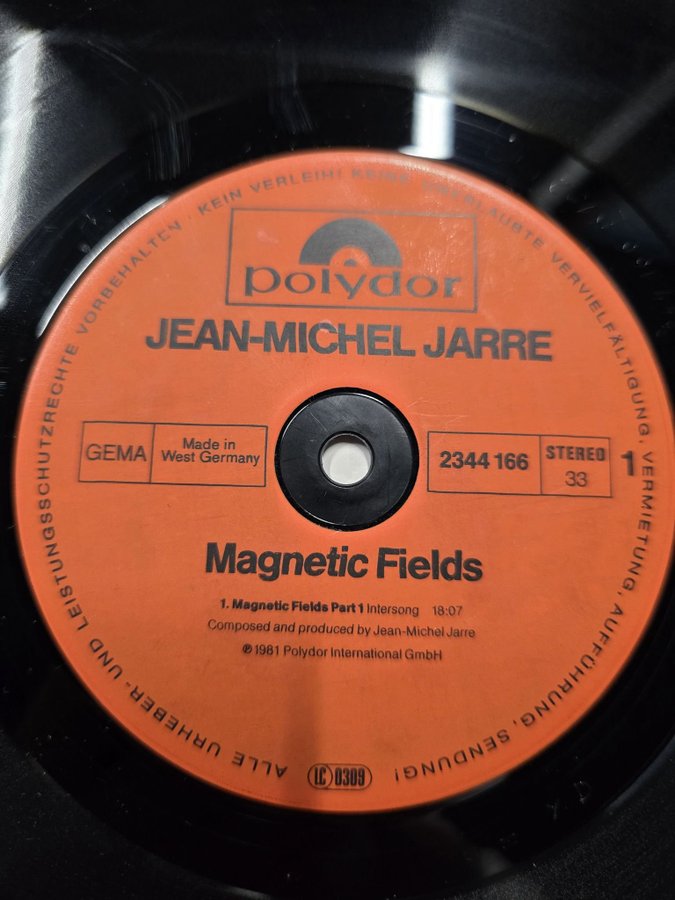 ALLE URHEBER- UND LEISTUNGSSCHUTZRECHTE VORBEHALTEN · KEIN VERLEIH! KEINE UNERLAUBTE VERVIELFÄLTIGUNG, VERMIETUNG, AUFFÜHRUNG, SENDUNG!
polydor
JEAN-MICHEL JARRE
GEMA
Made in
West Germany
2344 166
STEREO
33
1
Magnetic Fields
1. Magnetic Fields Part 1 Intersong 18:07
Composed and produced by Jean-Michel Jarre
℗ 1981 Polydor International GmbH
LC 0309